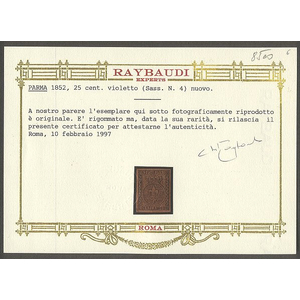 8500
RAYBAUDI
EXPERTS
PARMA 1852, 25 cent. violetto (Sass. N. 4) nuovo.
A nostro parere l'esemplare qui sotto fotograficamente riprodotto
è originale. E' rigommato ma, data la sua rarità, si rilascia il
presente certificato per attestarne l'autenticità.
Roma, 10 febbraio 1997
ROMA